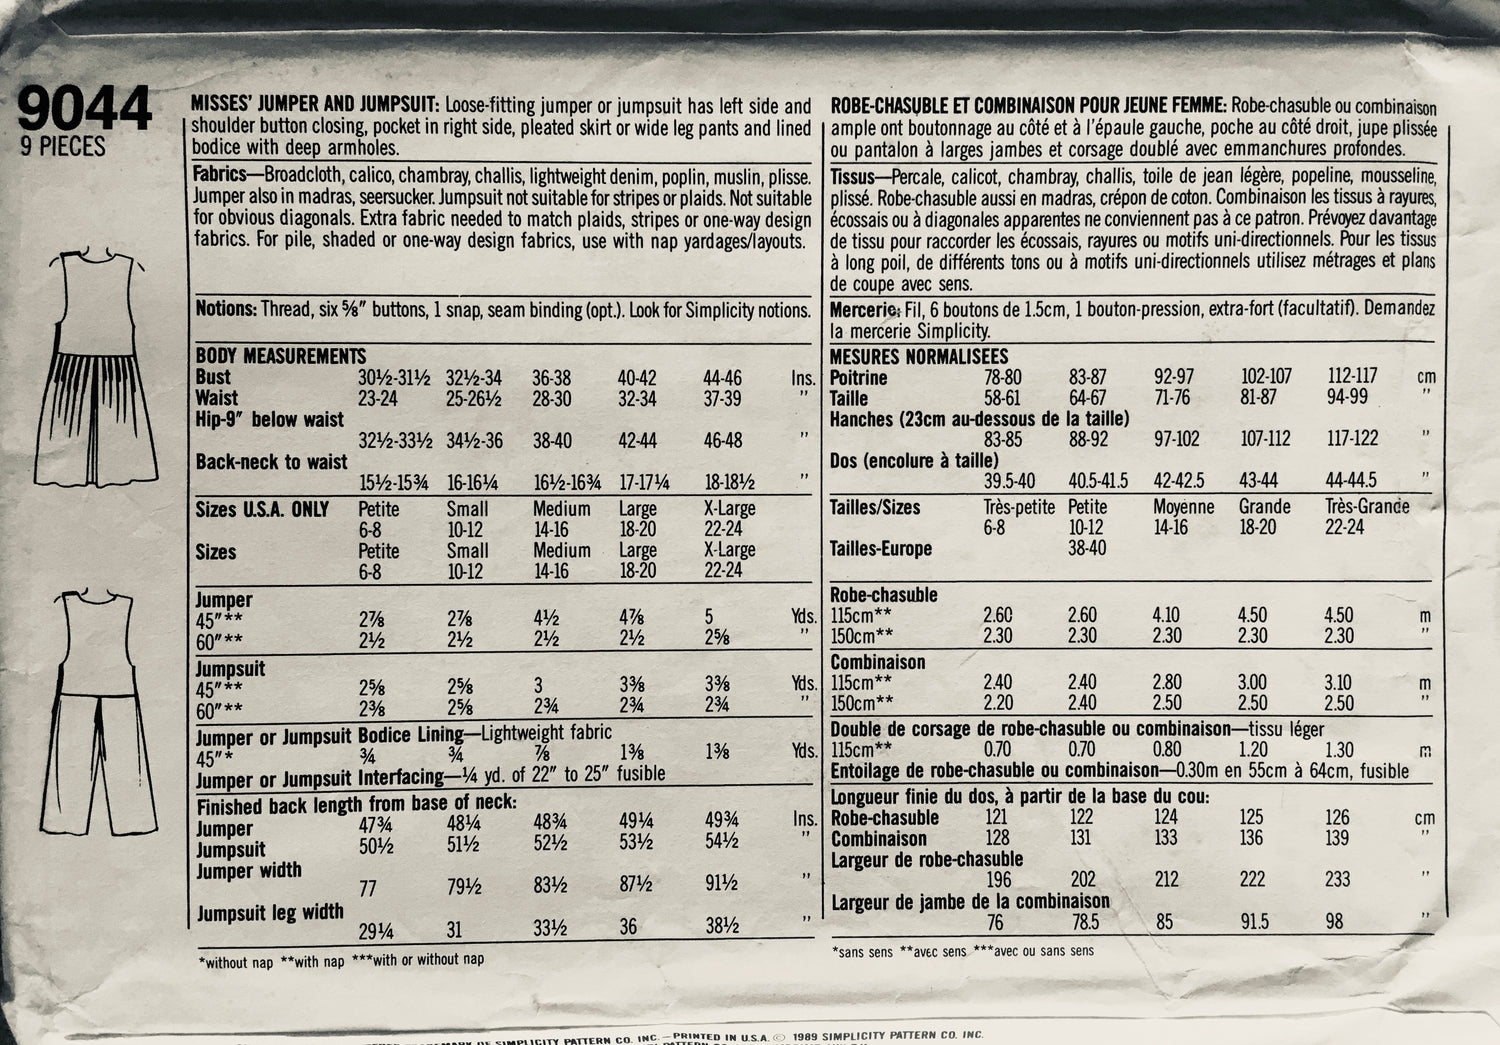 9044
9 PIECES
MISSES' JUMPER AND JUMPSUIT: Loose-fitting jumper or jumpsuit has left side and
shoulder button closing, pocket in right side, pleated skirt or wide leg pants and lined
bodice with deep armholes.
Fabrics—Broadcloth, calico, chambray, challis, lightweight denim, poplin, muslin, plisse.
Jumper also in madras, seersucker. Jumpsuit not suitable for stripes or plaids. Not suitable
for obvious diagonals. Extra fabric needed to match plaids, stripes or one-way design
fabrics. For pile, shaded or one-way design fabrics, use with nap yardages/layouts.
Notions: Thread, six ⅝″ buttons, 1 snap, seam binding (opt.). Look for Simplicity notions.
BODY MEASUREMENTS
Bust 30½-31½ 32½-34 36-38 40-42 44-46 Ins.
Waist 23-24 25-26½ 28-30 32-34 37-39 ″
Hip-9″ below waist
32½-33½ 34½-36 38-40 42-44 46-48 ″
Back-neck to waist
15½-15¾ 16-16¼ 16½-16¾ 17-17¼ 18-18½ ″
Sizes U.S.A. ONLY Petite Small Medium Large X-Large
6-8 10-12 14-16 18-20 22-24
Sizes Petite Small Medium Large X-Large
6-8 10-12 14-16 18-20 22-24
Jumper
45″** 2⅞ 2⅞ 4½ 4⅞ 5 Yds.
60″** 2½ 2½ 2½ 2½ 2⅝ ″
Jumpsuit
45″** 2⅝ 2⅝ 3 3⅜ 3⅜ Yds.
60″** 2⅜ 2⅝ 2¾ 2¾ 2¾ ″
Jumper or Jumpsuit Bodice Lining—Lightweight fabric
45″* ¾ ¾ ⅞ 1⅜ 1⅜ Yds.
Jumper or Jumpsuit Interfacing—¼ yd. of 22″ to 25″ fusible
Finished back length from base of neck:
Jumper 47¾ 48¼ 48¾ 49¼ 49¾ Ins.
Jumpsuit 50½ 51½ 52½ 53½ 54½ ″
Jumper width
77 79½ 83½ 87½ 91½ ″
Jumpsuit leg width
29¼ 31 33½ 36 38½ ″
*without nap **with nap ***with or without nap
ROBE-CHASUBLE ET COMBINAISON POUR JEUNE FEMME: Robe-chasuble ou combinaison
ample ont boutonnage au côté et à l'épaule gauche, poche au côté droit, jupe plissée
ou pantalon à larges jambes et corsage doublé avec emmanchures profondes.
Tissus—Percale, calicot, chambray, challis, toile de jean légère, popeline, mousseline,
plissé. Robe-chasuble aussi en madras, crépon de coton. Combinaison les tissus à rayures,
écossais ou à diagonales apparentes ne conviennent pas à ce patron. Prévoyez davantage
de tissu pour raccorder les écossais, rayures ou motifs uni-directionnels. Pour les tissus
à long poil, de différents tons ou à motifs uni-directionnels utilisez métrages et plans
de coupe avec sens.
Mercerie: Fil, 6 boutons de 1.5cm, 1 bouton-pression, extra-fort (facultatif). Demandez
la mercerie Simplicity.
MESURES NORMALISEES
Poitrine 78-80 83-87 92-97 102-107 112-117 cm
Taille 58-61 64-67 71-76 81-87 94-99 ″
Hanches (23cm au-dessous de la taille)
83-85 88-92 97-102 107-112 117-122 ″
Dos (encolure à taille)
39.5-40 40.5-41.5 42-42.5 43-44 44-44.5 ″
Tailles/Sizes Très-petite Petite Moyenne Grande Très-Grande
6-8 10-12 14-16 18-20 22-24
Tailles-Europe 38-40
Robe-chasuble
115cm** 2.60 2.60 4.10 4.50 4.50 m
150cm** 2.30 2.30 2.30 2.30 2.30 ″
Combinaison
115cm** 2.40 2.40 2.80 3.00 3.10 m
150cm** 2.20 2.40 2.50 2.50 2.50 ″
Double de corsage de robe-chasuble ou combinaison—tissu léger
115cm** 0.70 0.70 0.80 1.20 1.30 m
Entoilage de robe-chasuble ou combinaison—0.30m en 55cm à 64cm, fusible
Longueur finie du dos, à partir de la base du cou:
Robe-chasuble 121 122 124 125 126 cm
Combinaison 128 131 133 136 139 ″
Largeur de robe-chasuble
196 202 212 222 233 ″
Largeur de jambe de la combinaison
76 78.5 85 91.5 98 ″
*sans sens **avec sens ***avec ou sans sens
OF SIMPLICITY PATTERN CO. INC.—PRINTED IN U.S.A. © 1989 SIMPLICITY PATTERN CO. INC.